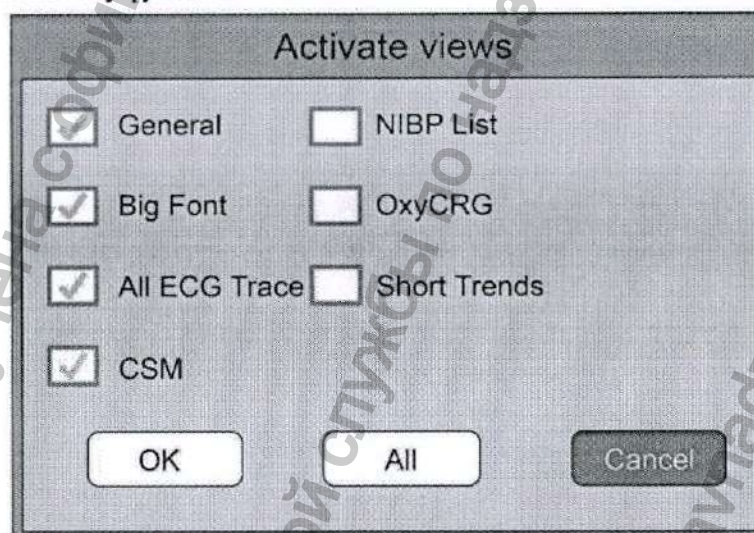 Activate views
General NIBP List
Big Font OxyCRG
All ECG Trace Short Trends
CSM
OK All Cancel